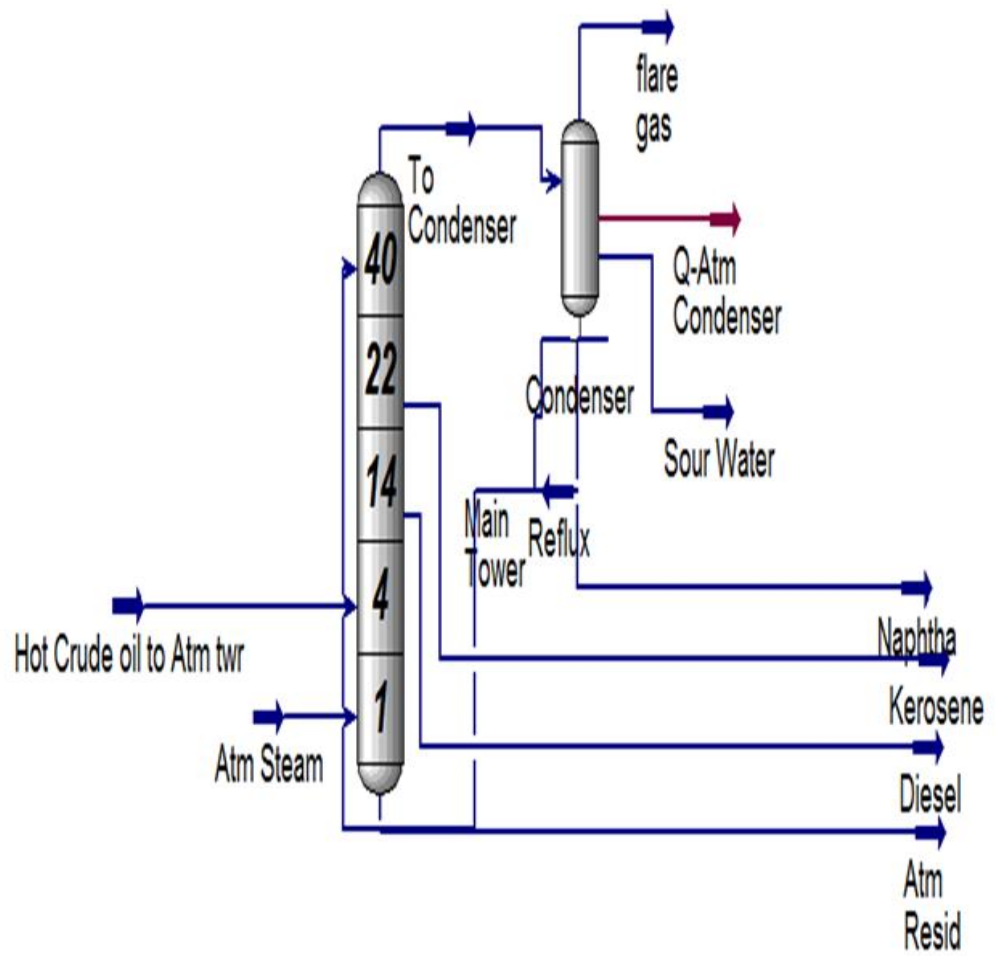 flare
gas
To
Condenser
40
Q-Atm
Condenser
22
Condenser
14
Sour Water
Main
Tower
Reflux
4
Hot Crude oil to Atm twr
Naphtha
1
Kerosene
Atm Steam
Diesel
Atm
Resid